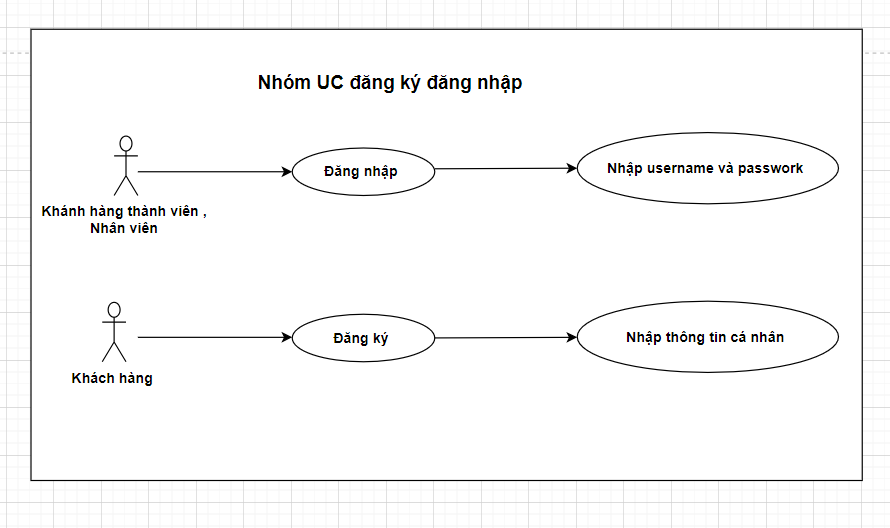 Nhóm UC đăng ký đăng nhập
Đăng nhập
Nhập username và passwork
Khánh hàng thành viên ,
Nhân viên
Đăng ký
Nhập thông tin cá nhân
Khách hàng